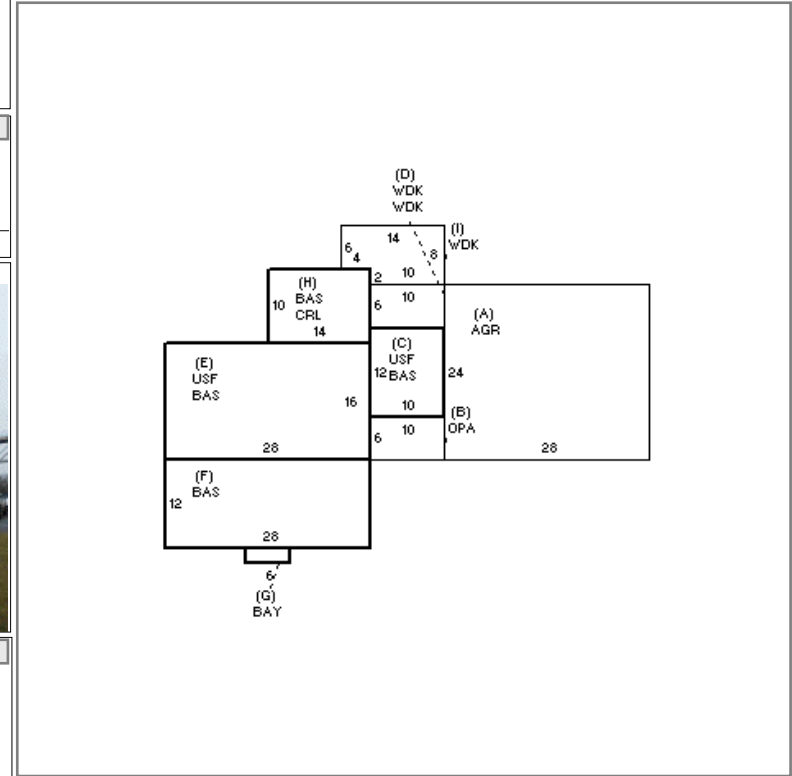 (D)
WDK
WDK
(I)
WDK
14
6
4
8
2
10
(H)
BAS
CRL
10
14
6
10
(A)
AGR
24
28
(C)
USF
BAS
12
10
(E)
USF
BAS
16
28
(B)
OPA
10
6
(F)
BAS
12
28
6
(G)
BAY